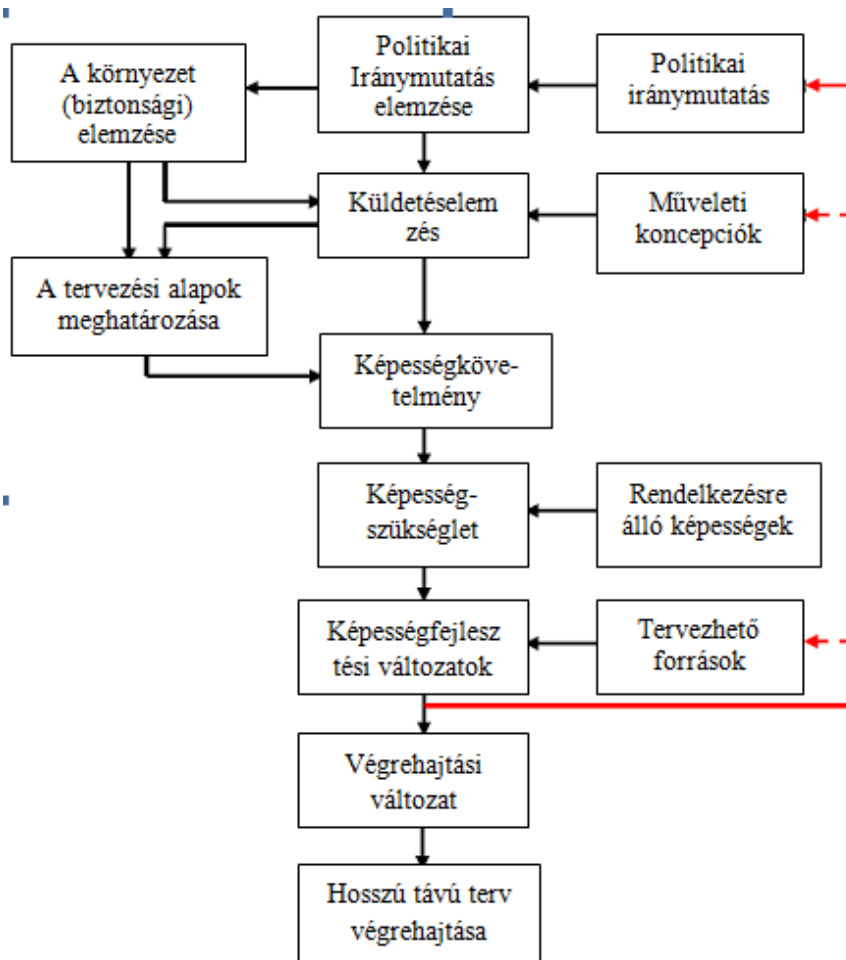 Politikai
Iránymutatás
elemzése
Politikai
iránymutatás
A környezet
(biztonsági)
elemzése
Küldetéselem
zés
Műveleti
koncepciók
A tervezési alapok
meghatározása
Képességköve-
telmény
Képesség-
szükséglet
Rendelkezésre
álló képességek
Képességfejlesz
tési változatok
Tervezhető
források
Végrehajtási
változat
Hosszú távú terv
végrehajtása